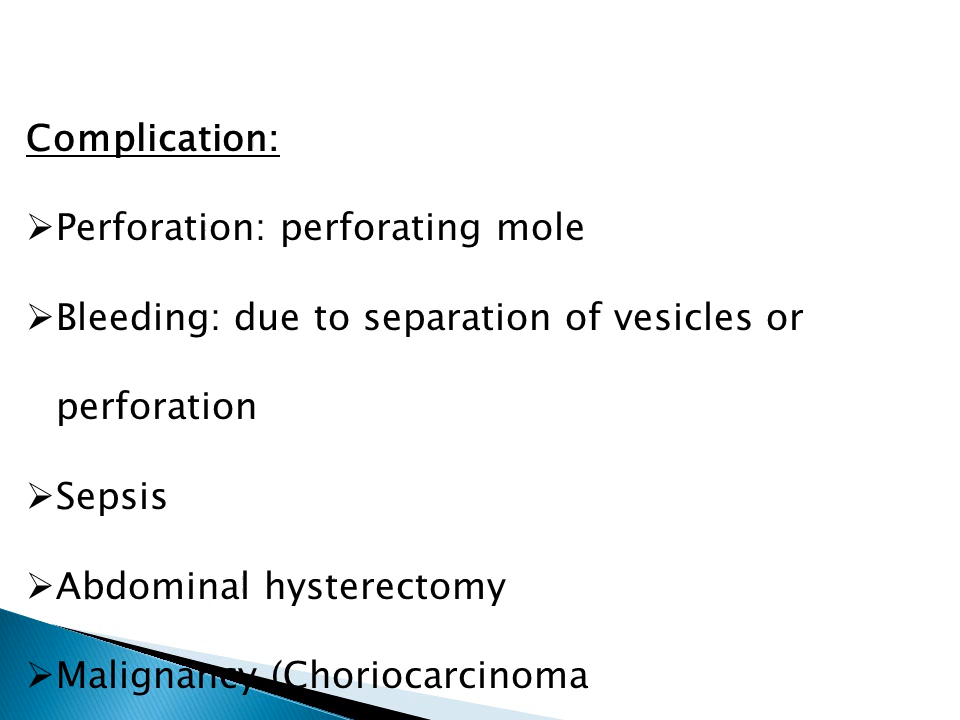 Complication:
➢Perforation: perforating mole
➢Bleeding: due to separation of vesicles or
perforation
➢Sepsis
➢Abdominal hysterectomy
➢Malignancy (Choriocarcinoma